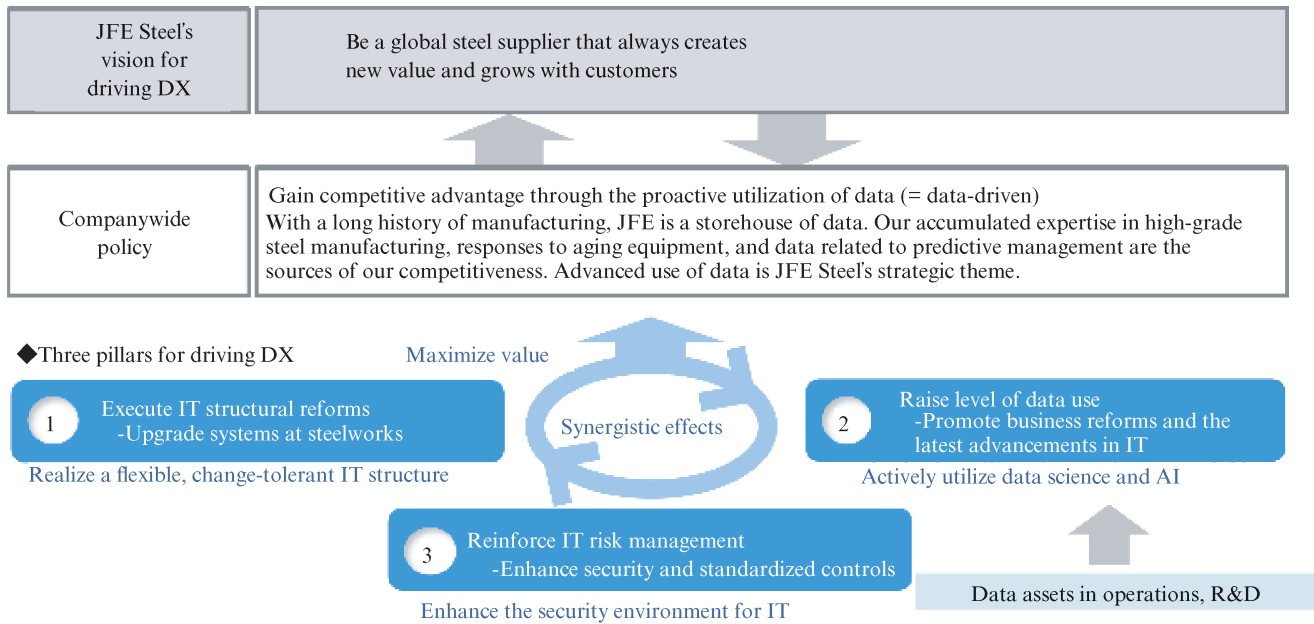 JFE Steel's
vision for
driving DX
Be a global steel supplier that always creates
new value and grows with customers
Companywide
policy
Gain competitive advantage through the proactive utilization of data (= data-driven)
With a long history of manufacturing, JFE is a storehouse of data. Our accumulated expertise in high-grade
steel manufacturing, responses to aging equipment, and data related to predictive management are the
sources of our competitiveness. Advanced use of data is JFE Steel's strategic theme.
◆Three pillars for driving DX
Maximize value
1
Execute IT structural reforms
-Upgrade systems at steelworks
Realize a flexible, change-tolerant IT structure
Synergistic effects
2
Raise level of data use
-Promote business reforms and the
latest advancements in IT
Actively utilize data science and AI
3
Reinforce IT risk management
-Enhance security and standardized controls
Enhance the security environment for IT
Data assets in operations, R&D